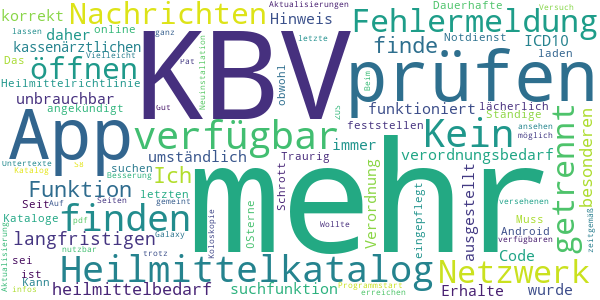 korrekt Nachrichten Aktualisierungen Hinweis Fehlermeldung Dauerhafte Versuch
daher online letzte Notdienst ICD10 laden
Das kassenärztlichen finde
lassen ganz
Vielleicht Pat
Heilmittelrichtlinie öffnen KBV prüfen
unbrauchbar Gut Neuinstallation obwohl Beim
angekündigt funktioniert lächerlich
App verfügbar immer feststellen Kein Ständige ansehen möglich
Untertexte SB suchen umständlich Traurig Schrott verordnungsbedarf
Katalog Besserung Ich
Funktion letzten mehr Verordnung ausgestellt getrennt besonderen
Seit Auf Seiten
Kataloge pdf gemeint finden Koloskopie 0Sterne eingepflegt Muss versehenen
langfristigen Galaxy Wollte Android verfügbaren zeitgemäß
Aktualisierung sei nutzbar trotz Heilmittelkatalog Netzwerk Code
ist
Kann infos heilmittelbedarf suchfunktion Programmstart erreichen Erhalte wurde